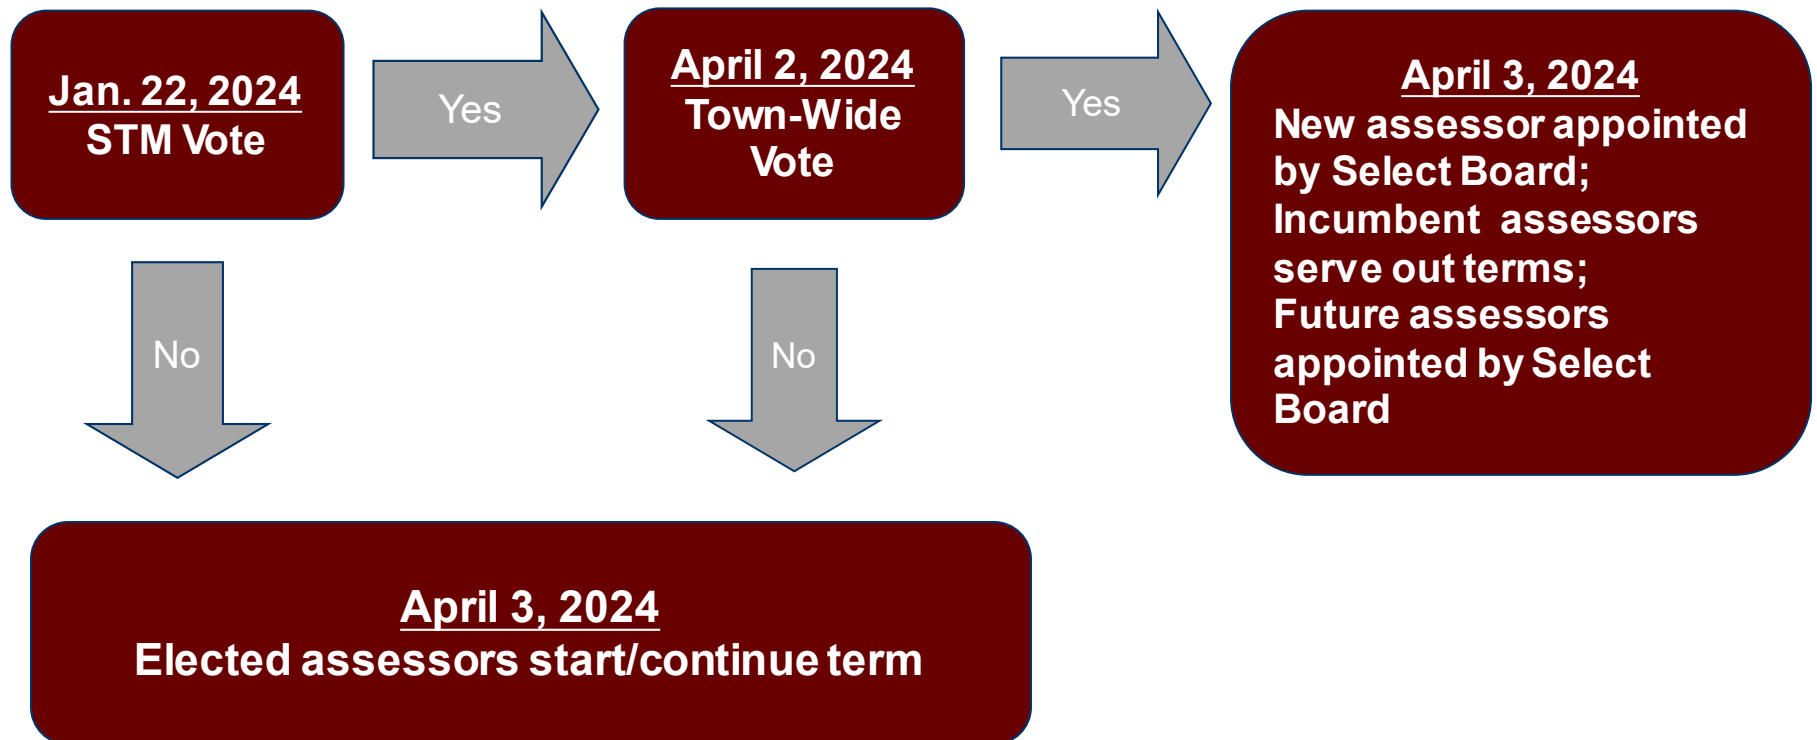 Jan. 22, 2024
STM Vote
Yes
April 2, 2024
Town-Wide
Vote
Yes
April 3, 2024
New assessor appointed
by Select Board;
Incumbent assessors
serve out terms;
Future assessors
appointed by Select
Board
No
No
April 3, 2024
Elected assessors start/continue term